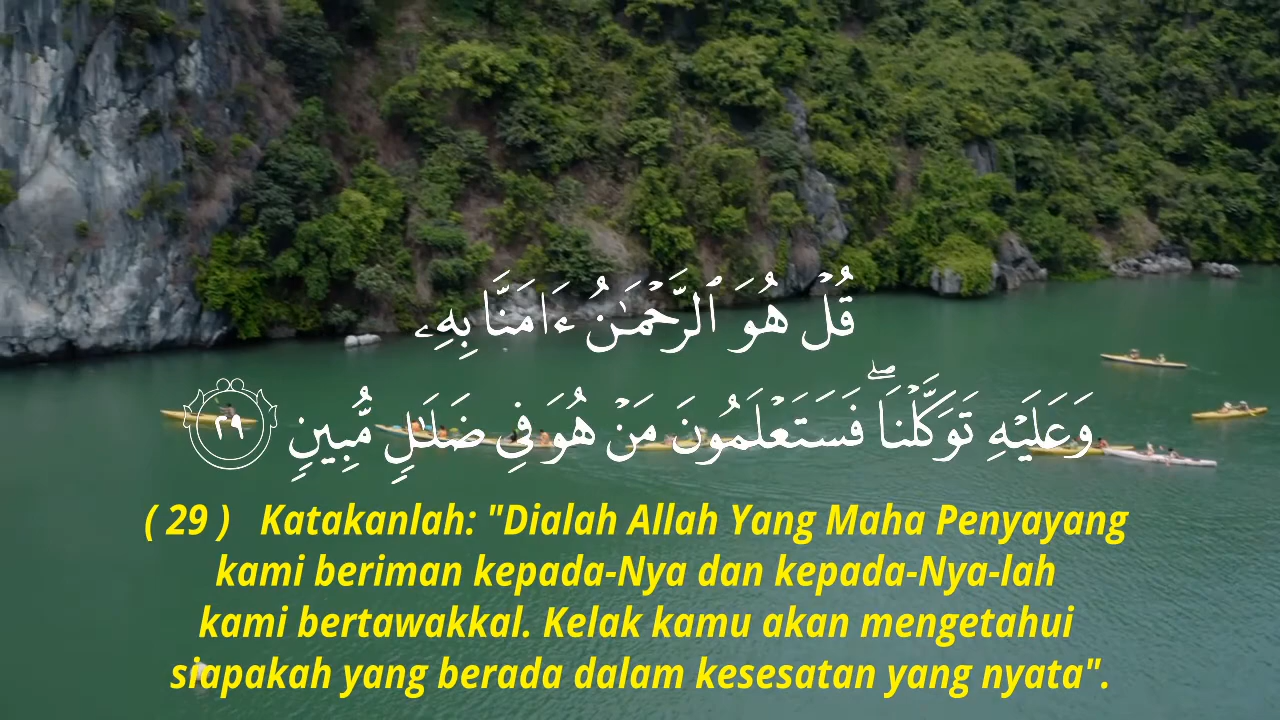 قُلْ هُوَ ٱلرَّحْمَـٰنُ ءَامَنَّا بِهِۦ
وَعَلَيْهِ تَوَكَّلْنَا ۖ فَسَتَعْلَمُونَ مَنْ هُوَ فِى ضَلَـٰلٍ مُّبِينٍ ٢٩
( 29 ) Katakanlah: "Dialah Allah Yang Maha Penyayang
kami beriman kepada-Nya dan kepada-Nya-lah
kami bertawakkal. Kelak kamu akan mengetahui
siapakah yang berada dalam kesesatan yang nyata".